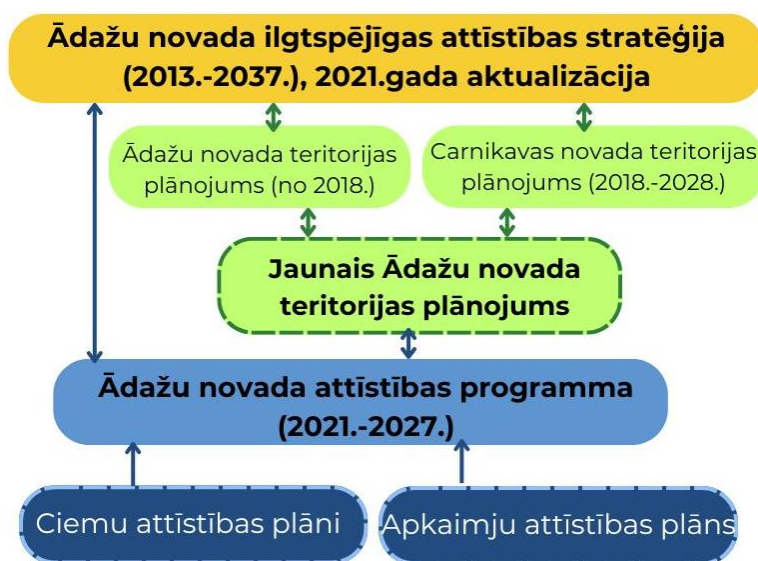 Ādažu novada ilgtspējīgas attīstības stratēģija
(2013.-2037.), 2021.gada aktualizācija
Ādažu novada teritorijas
plānojums (no 2018.)
Carnikavas novada teritorijas
plānojums (2018.-2028.)
Jaunais Ādažu novada
teritorijas plānojums
Ādažu novada attīstības programma
(2021.-2027.)
Ciemu attīstības plāni
Apkaimju attīstības plāns